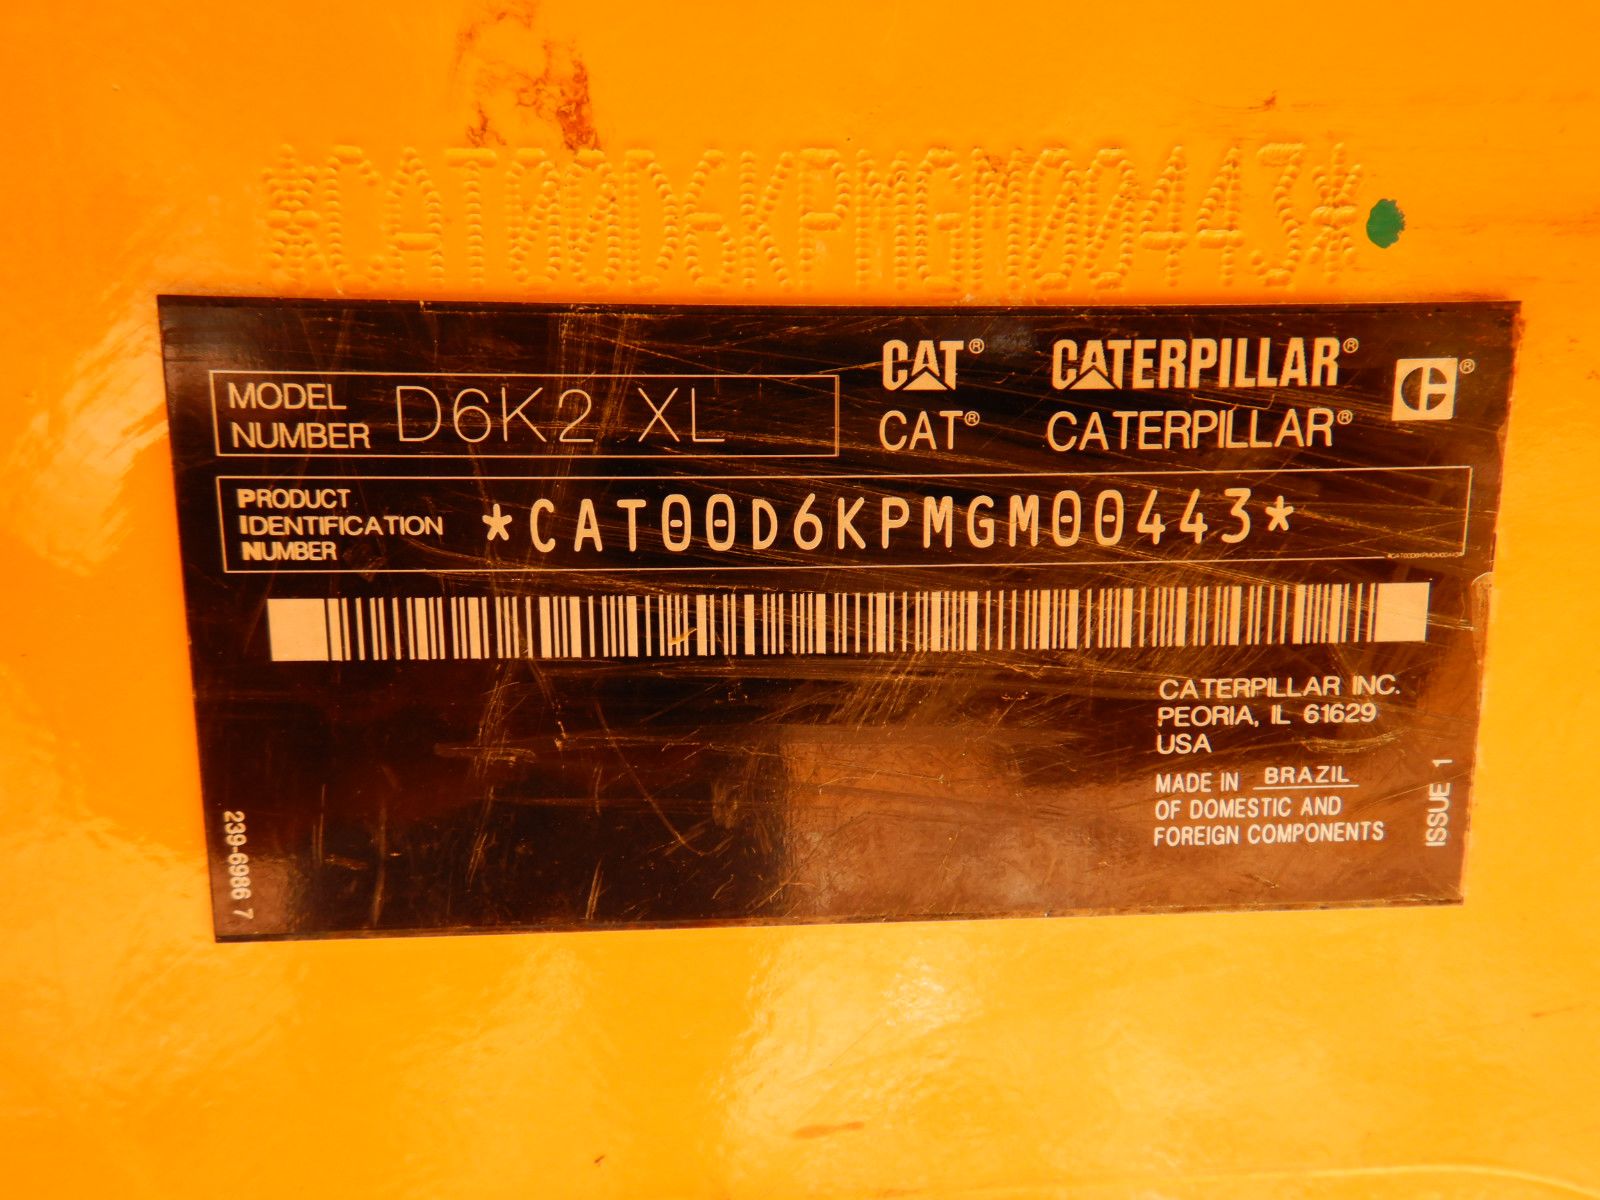 *CAT00D6KPMGM00443*
MODEL NUMBER D6K2 XL
CAT® CATERPILLAR® ®
CAT® CATERPILLAR®
PRODUCT IDENTIFICATION NUMBER *CAT00D6KPMGM00443*
*CAT00D6KPMGM00443*
CATERPILLAR INC.
PEORIA, IL 61629
USA
MADE IN BRAZIL
OF DOMESTIC AND
FOREIGN COMPONENTS
ISSUE 1
239-6986 7